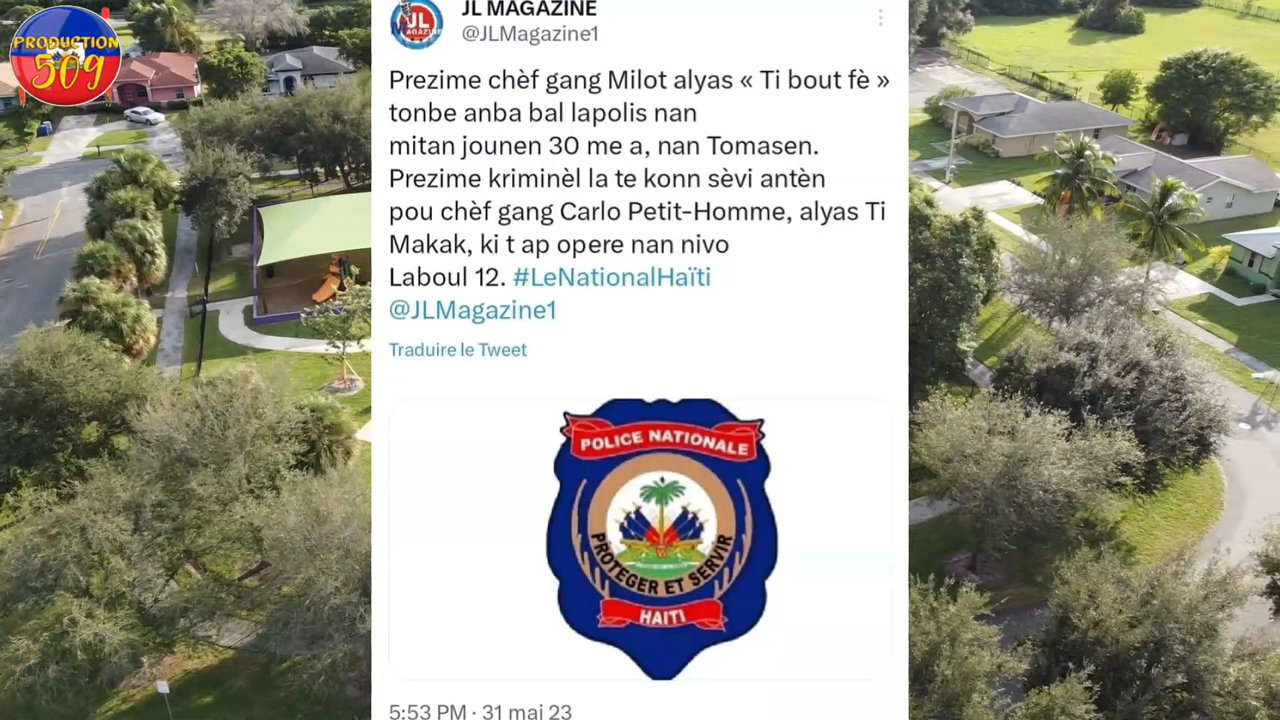 PRODUCTION
509
JL MAGAZINE
@JLMagazine1
JL
MAGAZINE
Prezime chèf gang Milot alyas « Ti bout fè »
tonbe anba bal lapolis nan
mitan jounen 30 me a, nan Tomasen.
Prezime kriminèl la te konn sèvi antèn
pou chèf gang Carlo Petit-Homme, alyas Ti
Makak, ki t ap opere nan nivo
Laboul 12. #LeNationalHaïti
@JLMagazine1
Traduire le Tweet
POLICE NATIONALE
PROTEGER ET SERVIR
HAITI
5:53 PM · 31 mai 23